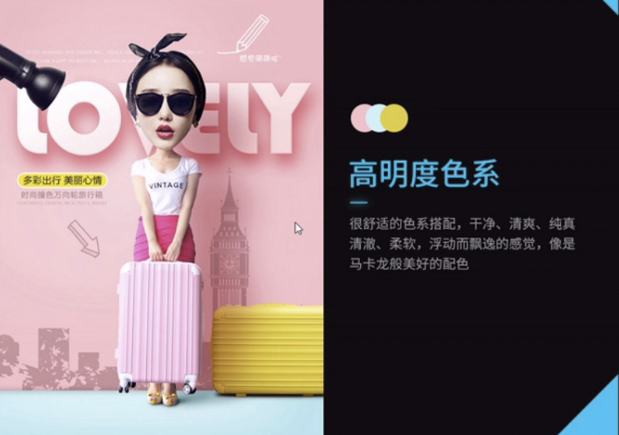 LOVELY
多彩出行 美丽心情
时尚撞色万向轮旅行箱
VINTAGE
高明度色系
很舒适的色系搭配，干净、清爽、纯真
清澈、柔软，浮动而飘逸的感觉，像是
马卡龙般美好的配色